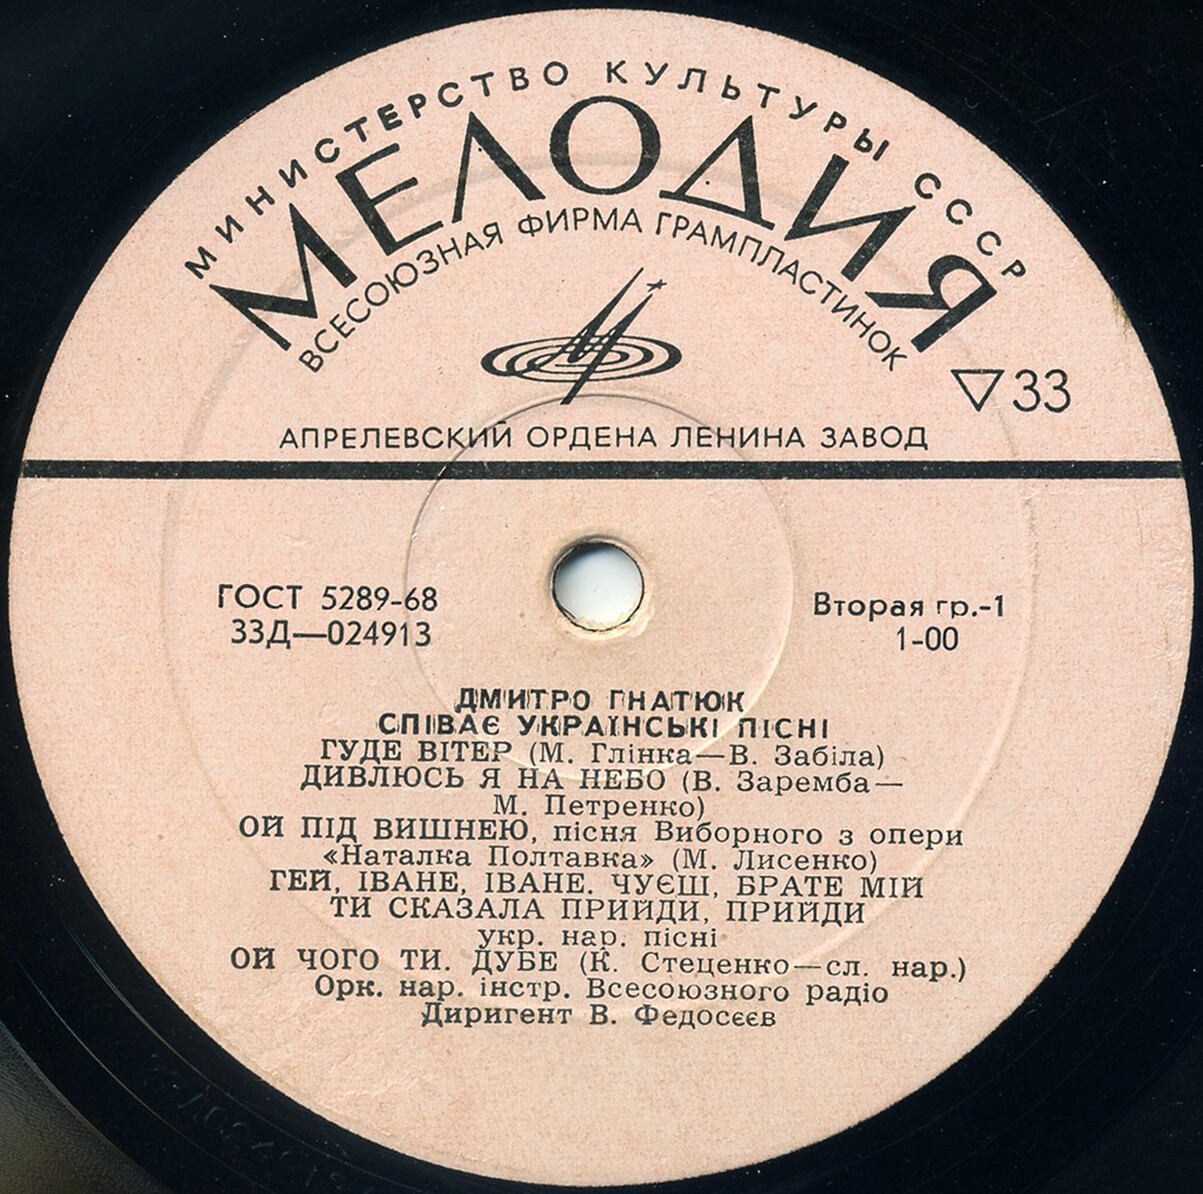 МИНИСТЕРСТВО КУЛЬТУРЫ СССР
МЕЛОДИЯ
ВСЕСОЮЗНАЯ ФИРМА ГРАМПЛАСТИНОК
33
АПРЕЛЕВСКИЙ ОРДЕНА ЛЕНИНА ЗАВОД
ГОСТ 5289-68
33Д—024913
Вторая гр.-1
1-00
ДМИТРО ГНАТЮК
СПІВАЄ УКРАЇНСЬКІ ПІСНІ
ГУДЕ ВІТЕР (М. Глінка—В. Забіла)
ДИВЛЮСЬ Я НА НЕБО (В. Заремба—
М. Петренко)
ОЙ ПІД ВИШНЕЮ, пісня Виборного з опери
«Наталка Полтавка» (М. Лисенко)
ГЕЙ, ІВАНЕ, ІВАНЕ. ЧУЄШ, БРАТЕ МІЙ
ТИ СКАЗАЛА ПРИЙДИ, ПРИЙДИ
укр. нар. пісні
ОЙ ЧОГО ТИ. ДУБЕ (К. Стеценко—сл. нар.)
Орк. нар. інстр. Всесоюзного радіо
Диригент В. Федосєєв